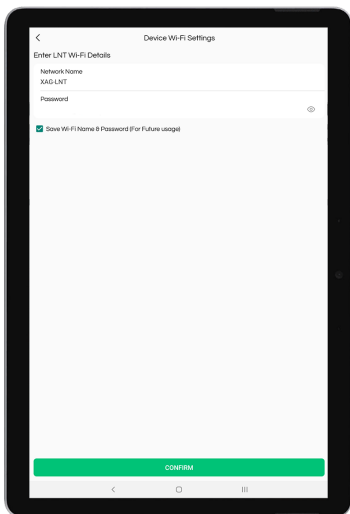 Device Wi-Fi Settings
Enter LNT Wi-Fi Details
Network Name
XAG-LNT
Password
Save Wi-Fi Name & Password (For Future usage)
CONFIRM